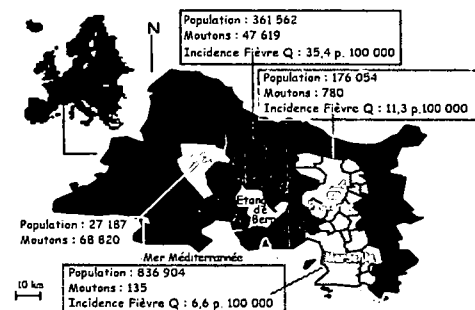 Population : 361 562
Moutons : 47 619
Incidence Fièvre Q : 35,4 p. 100 000
N
Population : 176 054
Moutons : 780
Incidence Fièvre Q : 11,3 p.100 000
Etang
de
Population : 27 187
Moutons : 68 820
Mer Méditerrannée
Population : 836 904
Moutons : 135
Incidence Fièvre Q : 6,6 p. 100 000
10 km